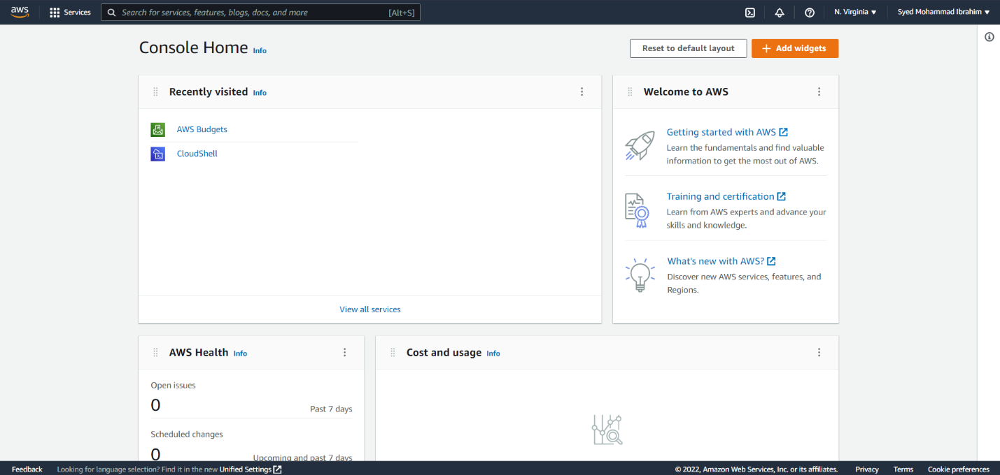 aws
Services
Search for services, features, blogs, docs, and more [Alt+S]
N. Virginia
Syed Mohammad Ibrahim
Console Home Info
Reset to default layout
Add widgets
Recently visited Info
AWS Budgets
CloudShell
View all services
Welcome to AWS
Getting started with AWS
Learn the fundamentals and find valuable
information to get the most out of AWS.
Training and certification
Learn from AWS experts and advance your
skills and knowledge.
What's new with AWS?
Discover new AWS services, features, and
Regions.
AWS Health Info
Open issues
0 Past 7 days
Scheduled changes
0 Upcoming and past 7 days
Cost and usage Info
Feedback Looking for language selection? Find it in the new Unified Settings
© 2022, Amazon Web Services, Inc. or its affiliates. Privacy Terms Cookie preferences